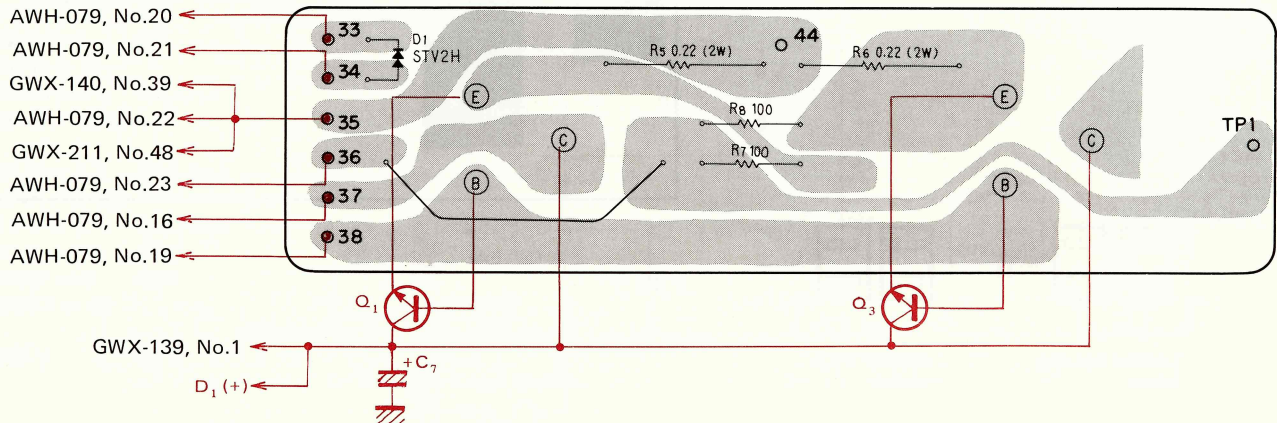 AWH-079, No.20
AWH-079, No.21
GWX-140, No.39
AWH-079, No.22
GWX-211, No.48
AWH-079, No.23
AWH-079, No.16
AWH-079, No.19
33
34
35
36
37
38
D1
STV2H
R5 0.22 (2W)
44
R6 0.22 (2W)
E
E
R8 100
R7 100
C
C
B
B
TP1
Q1
Q3
GWX-139, No.1
+C7
D1 (+)